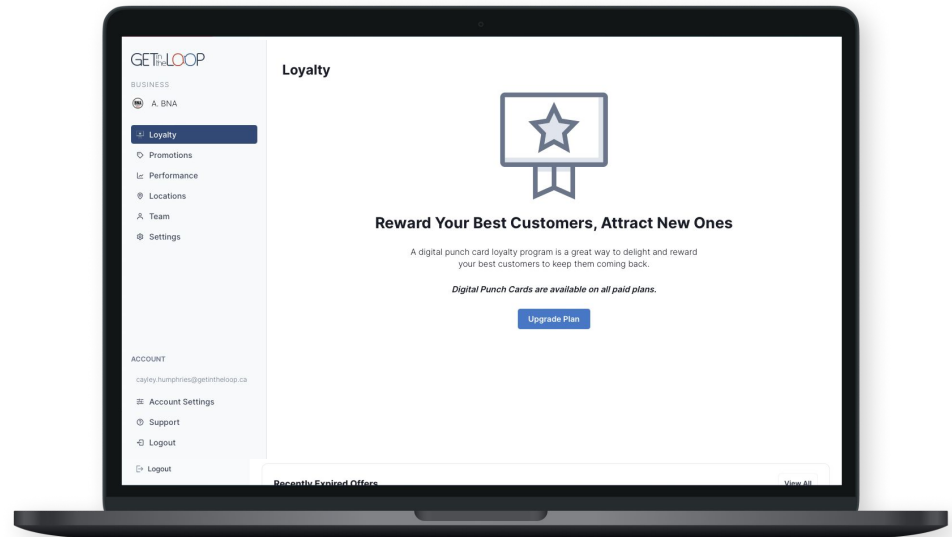 GET in the LOOP
BUSINESS
BNA
A. BNA
Loyalty
Promotions
Performance
Locations
Team
Settings
ACCOUNT
cayley.humphries@getintheloop.ca
Account Settings
Support
Logout
Logout
Loyalty
Reward Your Best Customers, Attract New Ones
A digital punch card loyalty program is a great way to delight and reward
your best customers to keep them coming back.
Digital Punch Cards are available on all paid plans.
Upgrade Plan
Recently Expired Offers
View All